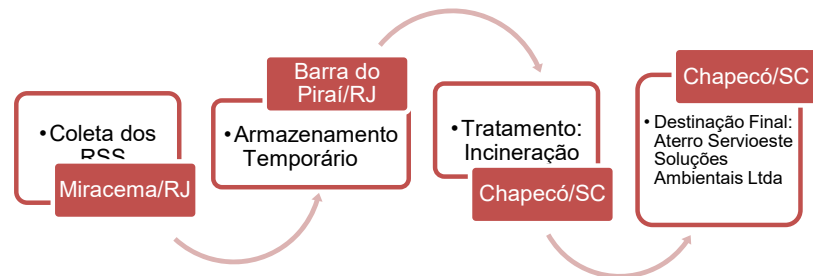 •Coleta dos
RSS
Miracema/RJ
Barra do
Piraí/RJ
•Armazenamento
Temporário
•Tratamento:
Incineração
Chapecó/SC
Chapecó/SC
• Destinação Final:
Aterro Servioeste
Soluções
Ambientais Ltda